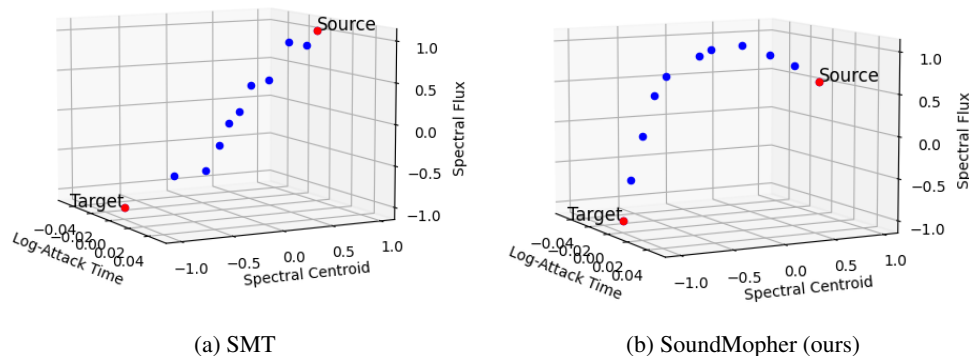 Source
1.0
0.5
0.0
−0.5
−1.0
Spectral Flux
Target
−0.04
−0.02
0.00
0.02
0.04
Log-Attack Time
−1.0
−0.5
0.0
0.5
1.0
Spectral Centroid
(a) SMT
Source
1.0
0.5
0.0
−0.5
−1.0
Spectral Flux
Target
−0.04
−0.02
0.00
0.02
0.04
Log-Attack Time
−1.0
−0.5
0.0
0.5
1.0
Spectral Centroid
(b) SoundMopher (ours)